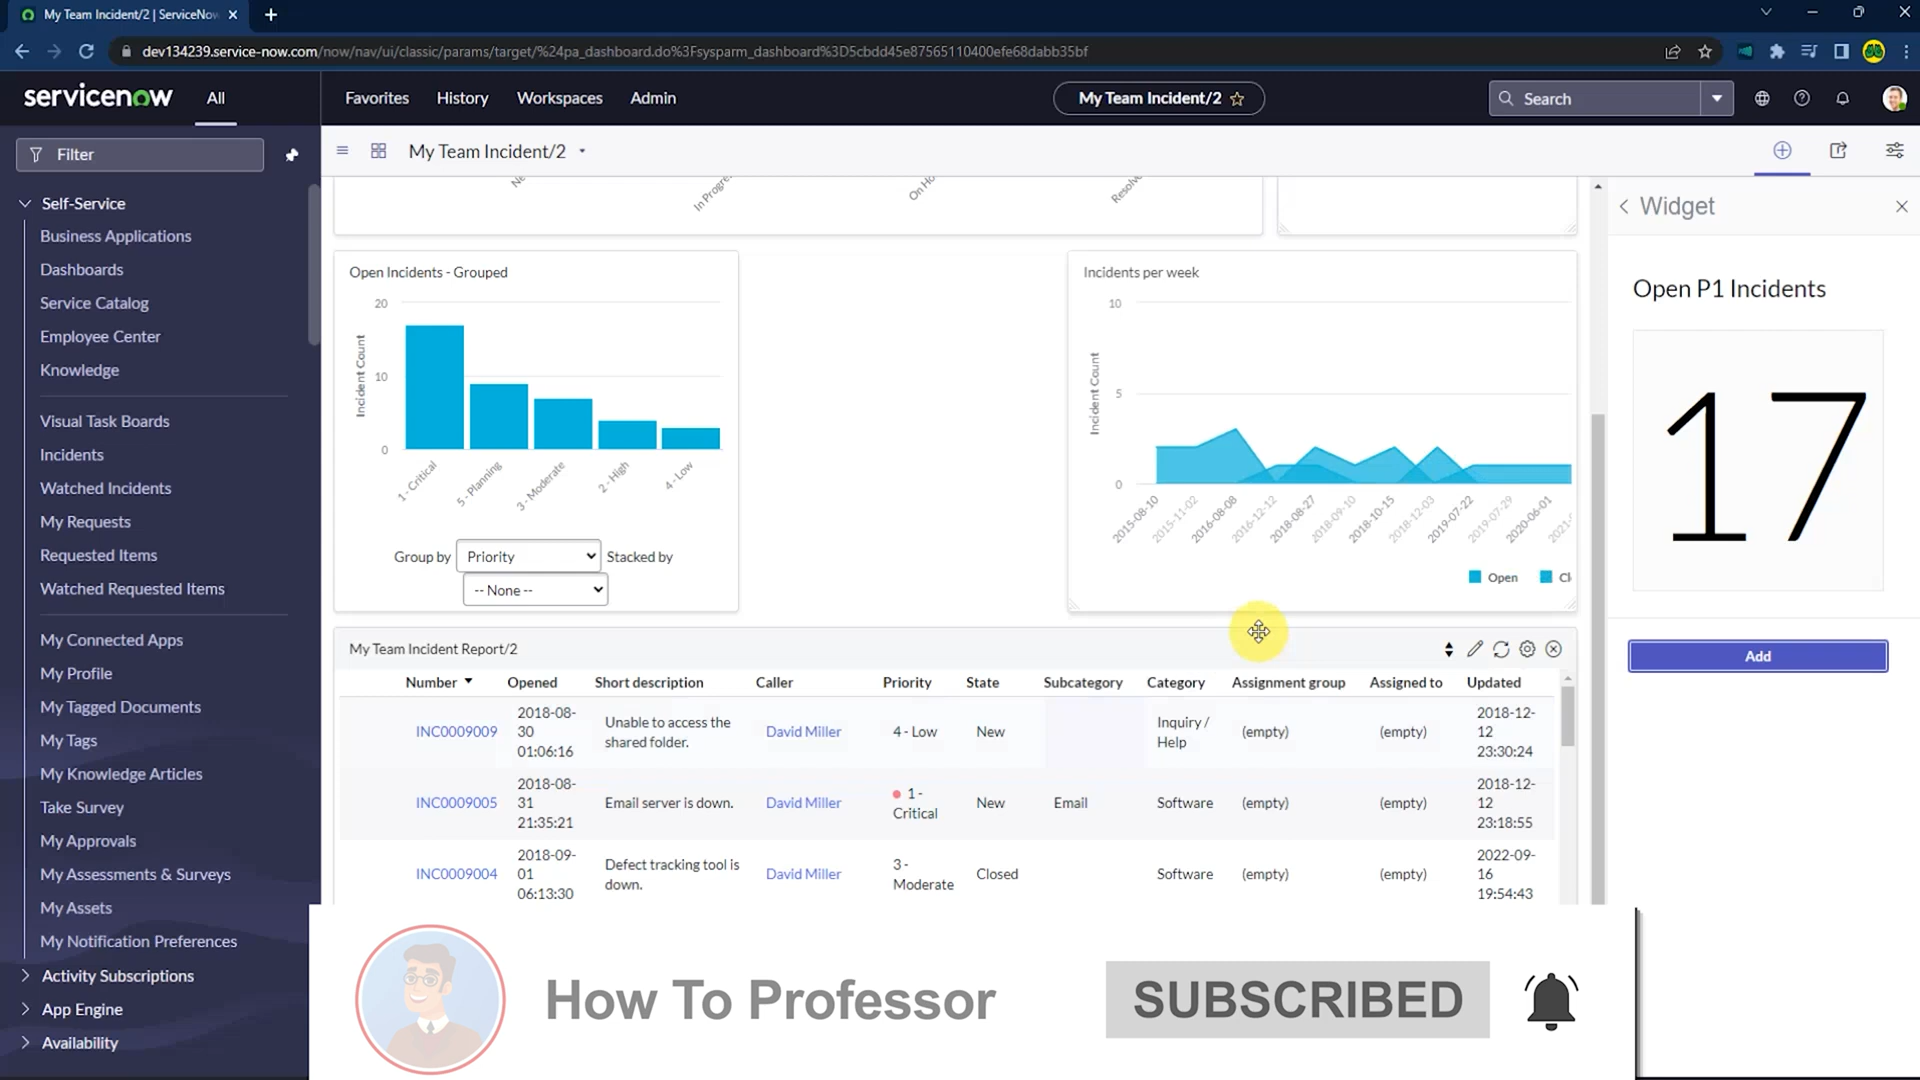 My Team Incident/2 | ServiceNow
dev134239.service-now.com/now/nav/ui/classic/params/target/%24pa_dashboard.do%3Fsysparm_dashboard%3D5cbdd45e87565110400efe68dabb35bf
servicenow
All
Favorites
History
Workspaces
Admin
My Team Incident/2
Search
Filter
My Team Incident/2
Self-Service
Business Applications
Dashboards
Service Catalog
Employee Center
Knowledge
Visual Task Boards
Incidents
Watched Incidents
My Requests
Requested Items
Watched Requested Items
My Connected Apps
My Profile
My Tagged Documents
My Tags
My Knowledge Articles
Take Survey
My Approvals
My Assessments & Surveys
My Assets
My Notification Preferences
Activity Subscriptions
App Engine
Availability
Ne
In Progre
On Ho
Resolve
Open Incidents - Grouped
Incident Count
20
10
0
1 - Critical
5 - Planning
3 - Moderate
2 - High
4 - Low
Group by
Priority
Stacked by
-- None --
Incidents per week
Incident Count
10
5
0
2015-08-10
2015-11-02
2016-08-08
2016-12-12
2018-08-27
2018-09-10
2018-10-15
2018-12-03
2019-07-22
2019-07-29
2020-06-01
2021-
Open
Cl
My Team Incident Report/2
Number Opened Short description Caller Priority State Subcategory Category Assignment group Assigned to Updated
INC0009009
2018-08-
30
01:06:16
Unable to access the
shared folder.
David Miller
4 - Low
New
Inquiry /
Help
(empty)
(empty)
2018-12-
12
23:30:24
INC0009005
2018-08-
31
21:35:21
Email server is down.
David Miller
1 -
Critical
New
Email
Software
(empty)
(empty)
2018-12-
12
23:18:55
INC0009004
2018-09-
01
06:13:30
Defect tracking tool is
down.
David Miller
3 -
Moderate
Closed
Software
(empty)
(empty)
2022-09-
16
19:54:43
Widget
Open P1 Incidents
17
Add
How To Professor
SUBSCRIBED